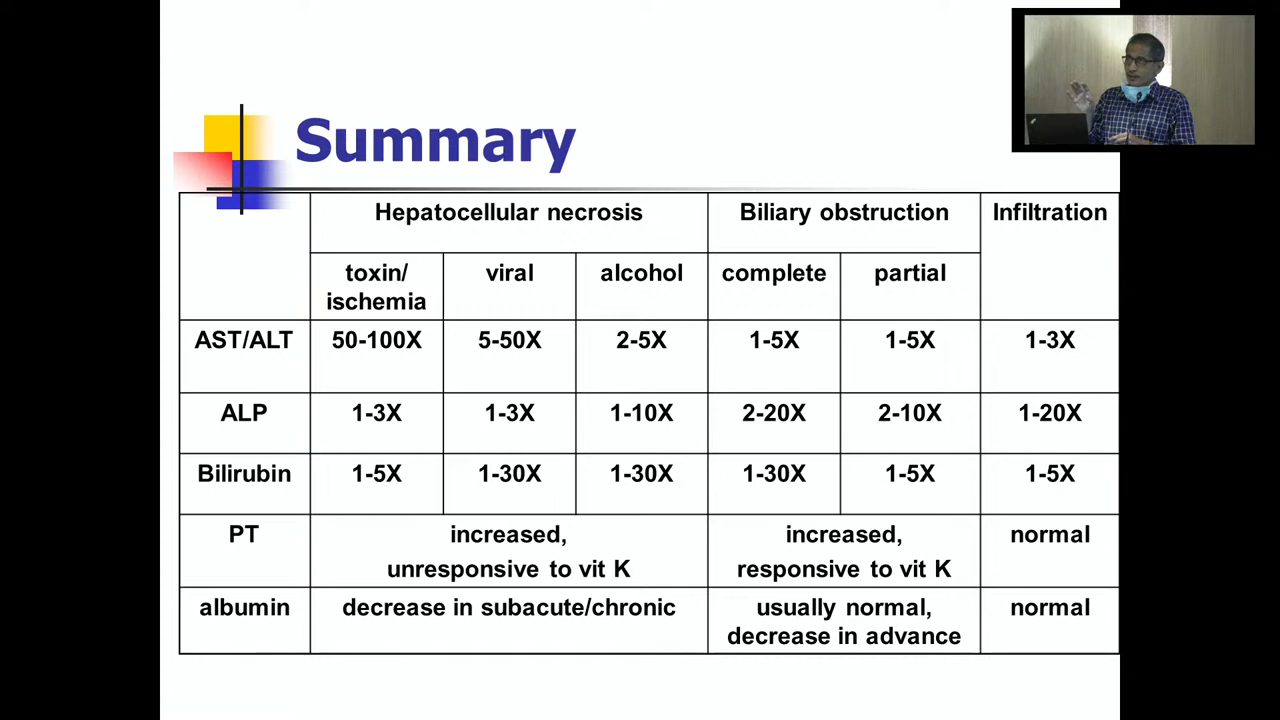 Summary
Hepatocellular necrosis Biliary obstruction Infiltration
toxin/ viral alcohol complete partial
ischemia
AST/ALT 50-100X 5-50X 2-5X 1-5X 1-5X 1-3X
ALP 1-3X 1-3X 1-10X 2-20X 2-10X 1-20X
Bilirubin 1-5X 1-30X 1-30X 1-30X 1-5X 1-5X
PT increased, increased, normal
unresponsive to vit K responsive to vit K
albumin decrease in subacute/chronic usually normal, normal
decrease in advance